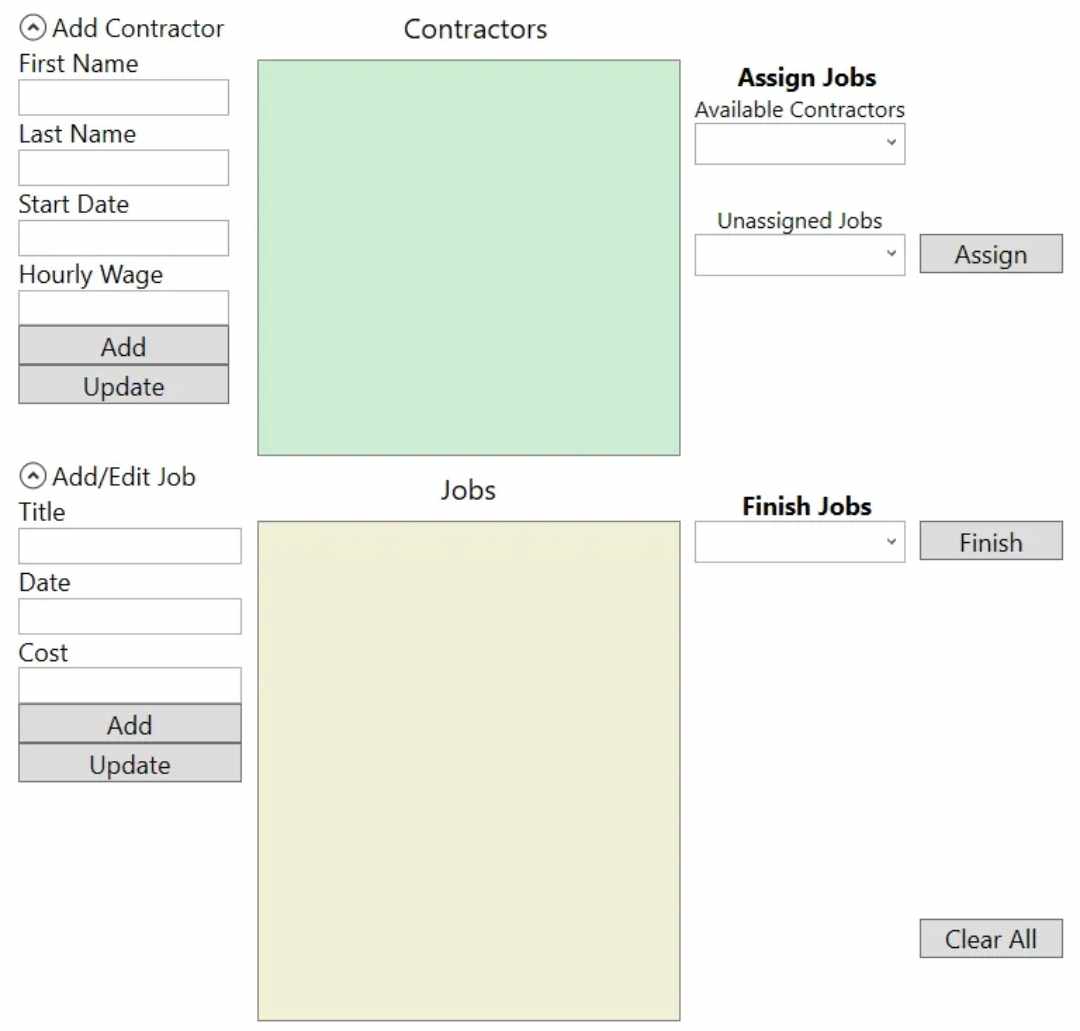 Add Contractor
First Name
Last Name
Start Date
Hourly Wage
Add
Update
Contractors
Assign Jobs
Available Contractors
Unassigned Jobs
Assign
Add/Edit Job
Title
Date
Cost
Add
Update
Jobs
Finish Jobs
Finish
Clear All